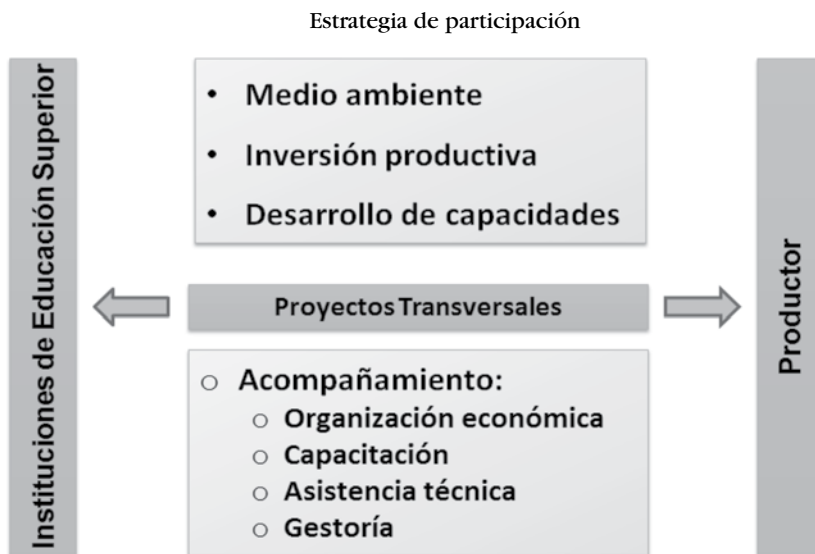 Estrategia de participación
Instituciones de Educación Superior
• Medio ambiente
• Inversión productiva
• Desarrollo de capacidades
Proyectos Transversales
o Acompañamiento:
o Organización económica
o Capacitación
o Asistencia técnica
o Gestoría
Productor